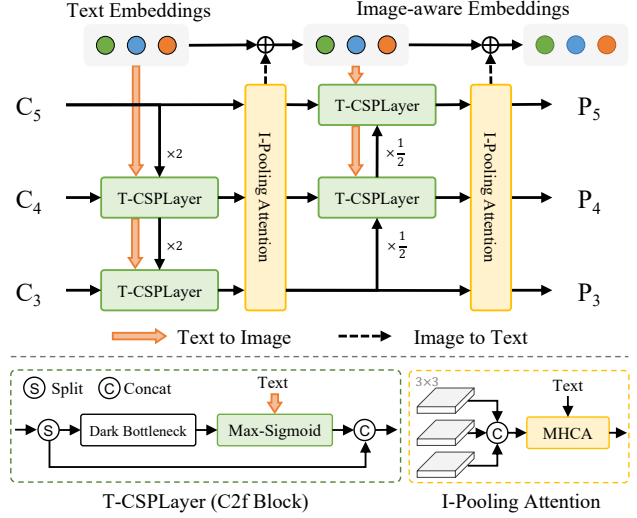 Text Embeddings
Image-aware Embeddings
C5
×2
T-CSPLayer
P5
I-Pooling Attention
×1/2
I-Pooling Attention
C4
T-CSPLayer
T-CSPLayer
P4
×2
×1/2
C3
T-CSPLayer
P3
Text to Image
Image to Text
S Split
C Concat
Text
S
Dark Bottleneck
Max-Sigmoid
C
T-CSPLayer (C2f Block)
3×3
Text
C
MHCA
I-Pooling Attention